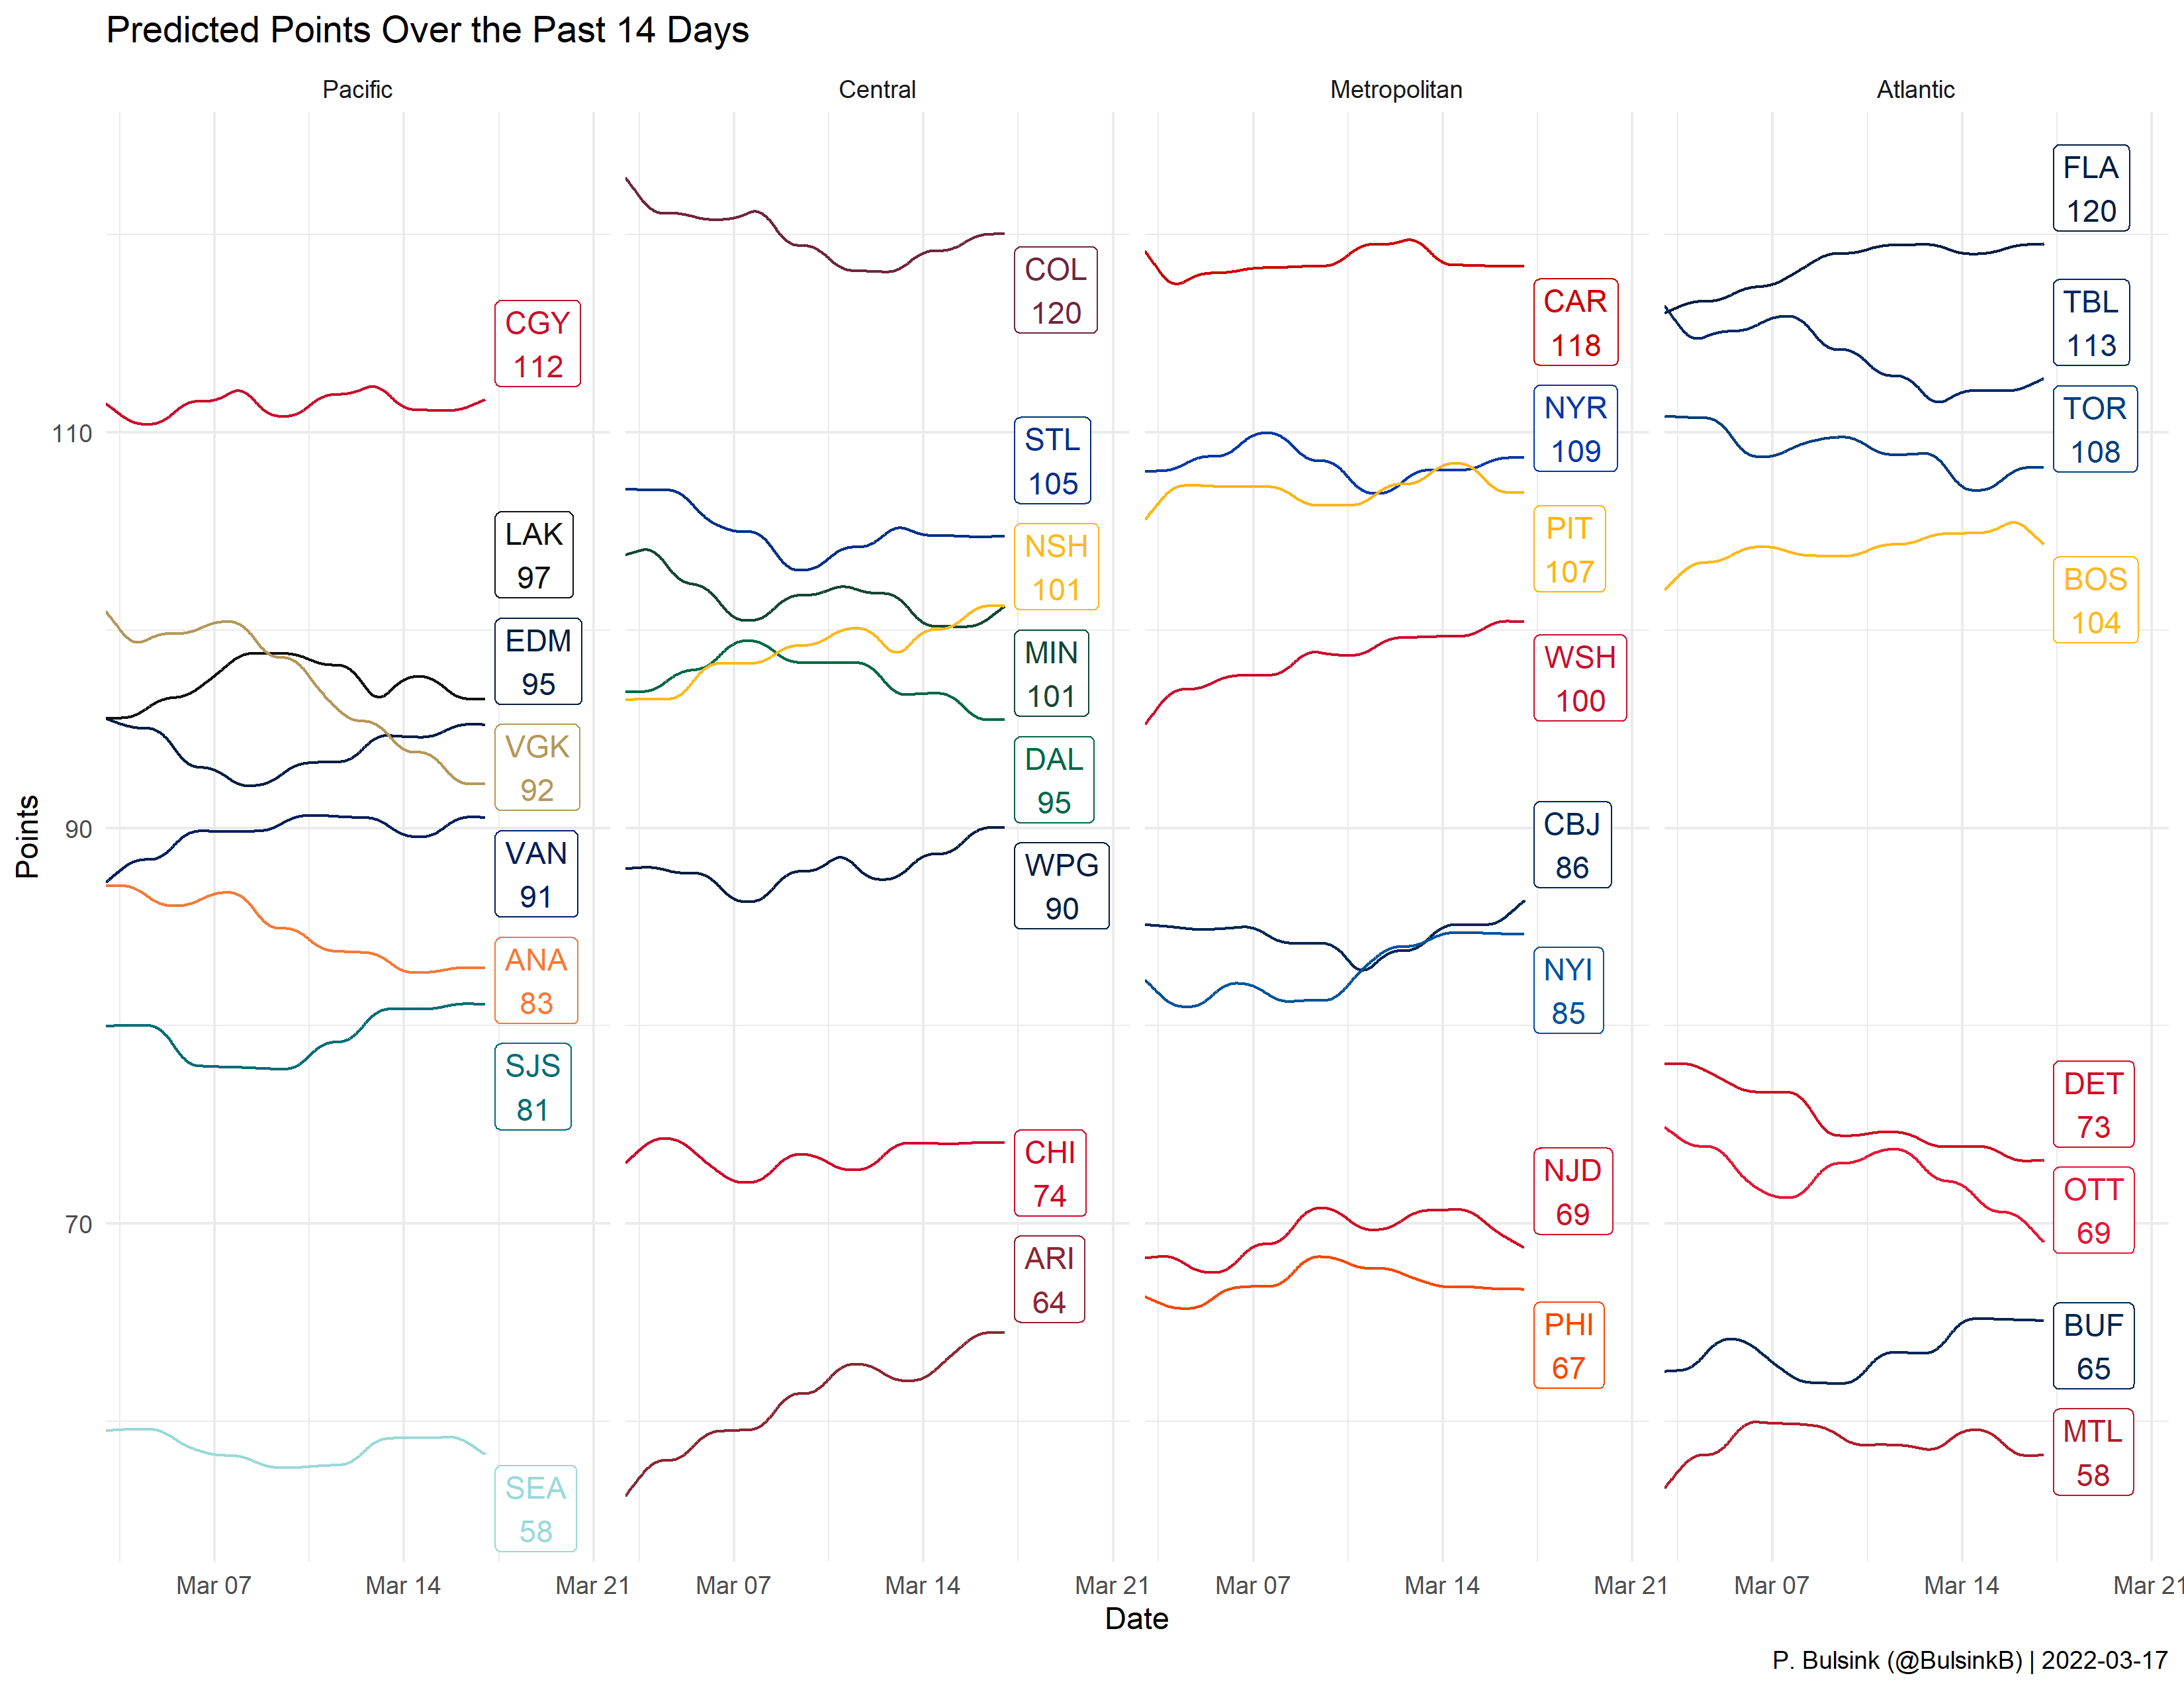 Predicted Points Over the Past 14 Days
Pacific
Central
Metropolitan
Atlantic
Points
110
90
70
CGY
112
LAK
97
EDM
95
VGK
92
VAN
91
ANA
83
SJS
81
SEA
58
COL
120
STL
105
NSH
101
MIN
101
DAL
95
WPG
90
CHI
74
ARI
64
CAR
118
NYR
109
PIT
107
WSH
100
CBJ
86
NYI
85
NJD
69
PHI
67
FLA
120
TBL
113
TOR
108
BOS
104
DET
73
OTT
69
BUF
65
MTL
58
Mar 07 Mar 14 Mar 21
Mar 07 Mar 14 Mar 21
Mar 07 Mar 14 Mar 21
Mar 07 Mar 14 Mar 21
Date
P. Bulsink (@BulsinkB) | 2022-03-17